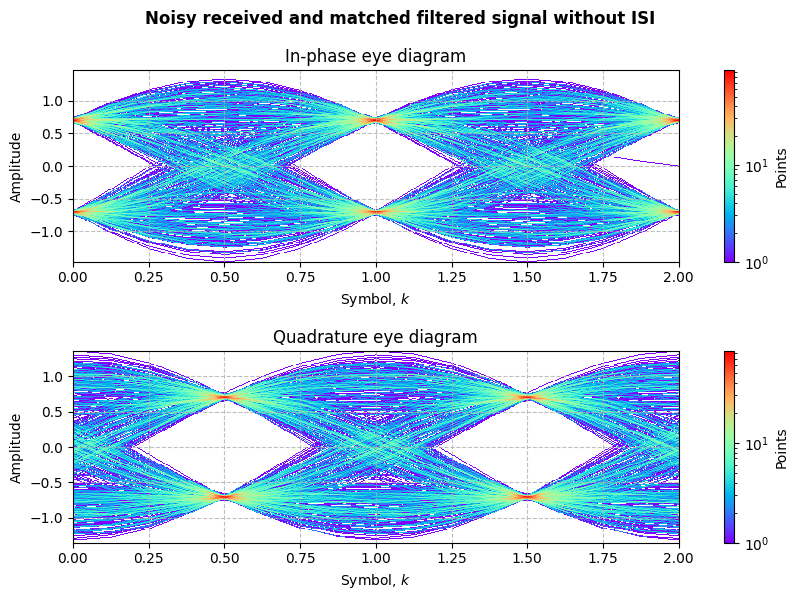 Noisy received and matched filtered signal without ISI
In-phase eye diagram
1.0
0.5
0.0
−0.5
−1.0
Amplitude
0.00 0.25 0.50 0.75 1.00 1.25 1.50 1.75 2.00
Symbol, k
10¹
10⁰
Points
Quadrature eye diagram
1.0
0.5
0.0
−0.5
−1.0
Amplitude
0.00 0.25 0.50 0.75 1.00 1.25 1.50 1.75 2.00
Symbol, k
10¹
10⁰
Points